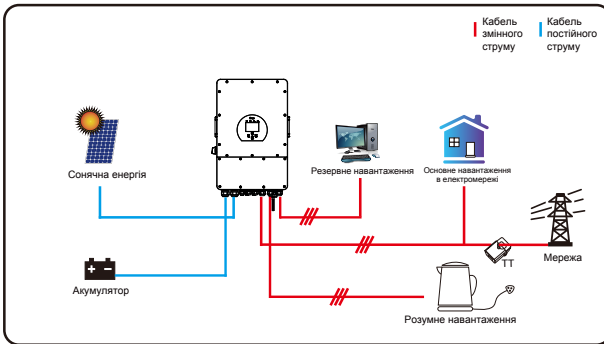 Кабель
змінного
струму
Кабель
постійного
струму
Сонячна енергія
Резервне навантаження
Основне навантаження
в електромережі
ТТ
Мережа
Акумулятор
Розумне навантаження